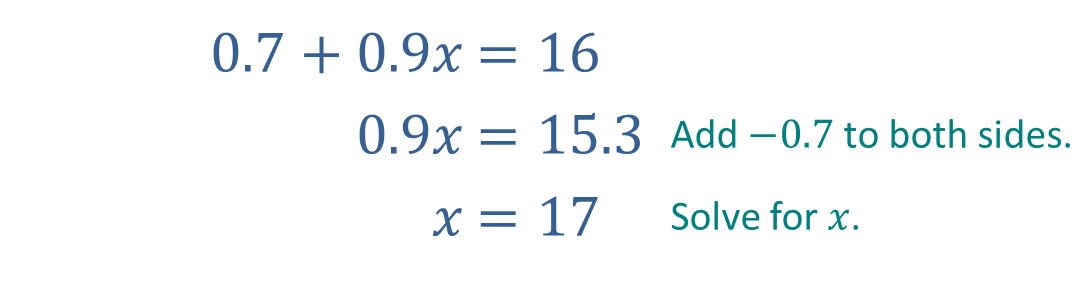 0.7 + 0.9x = 16
0.9x = 15.3 Add −0.7 to both sides.
x = 17 Solve for x.